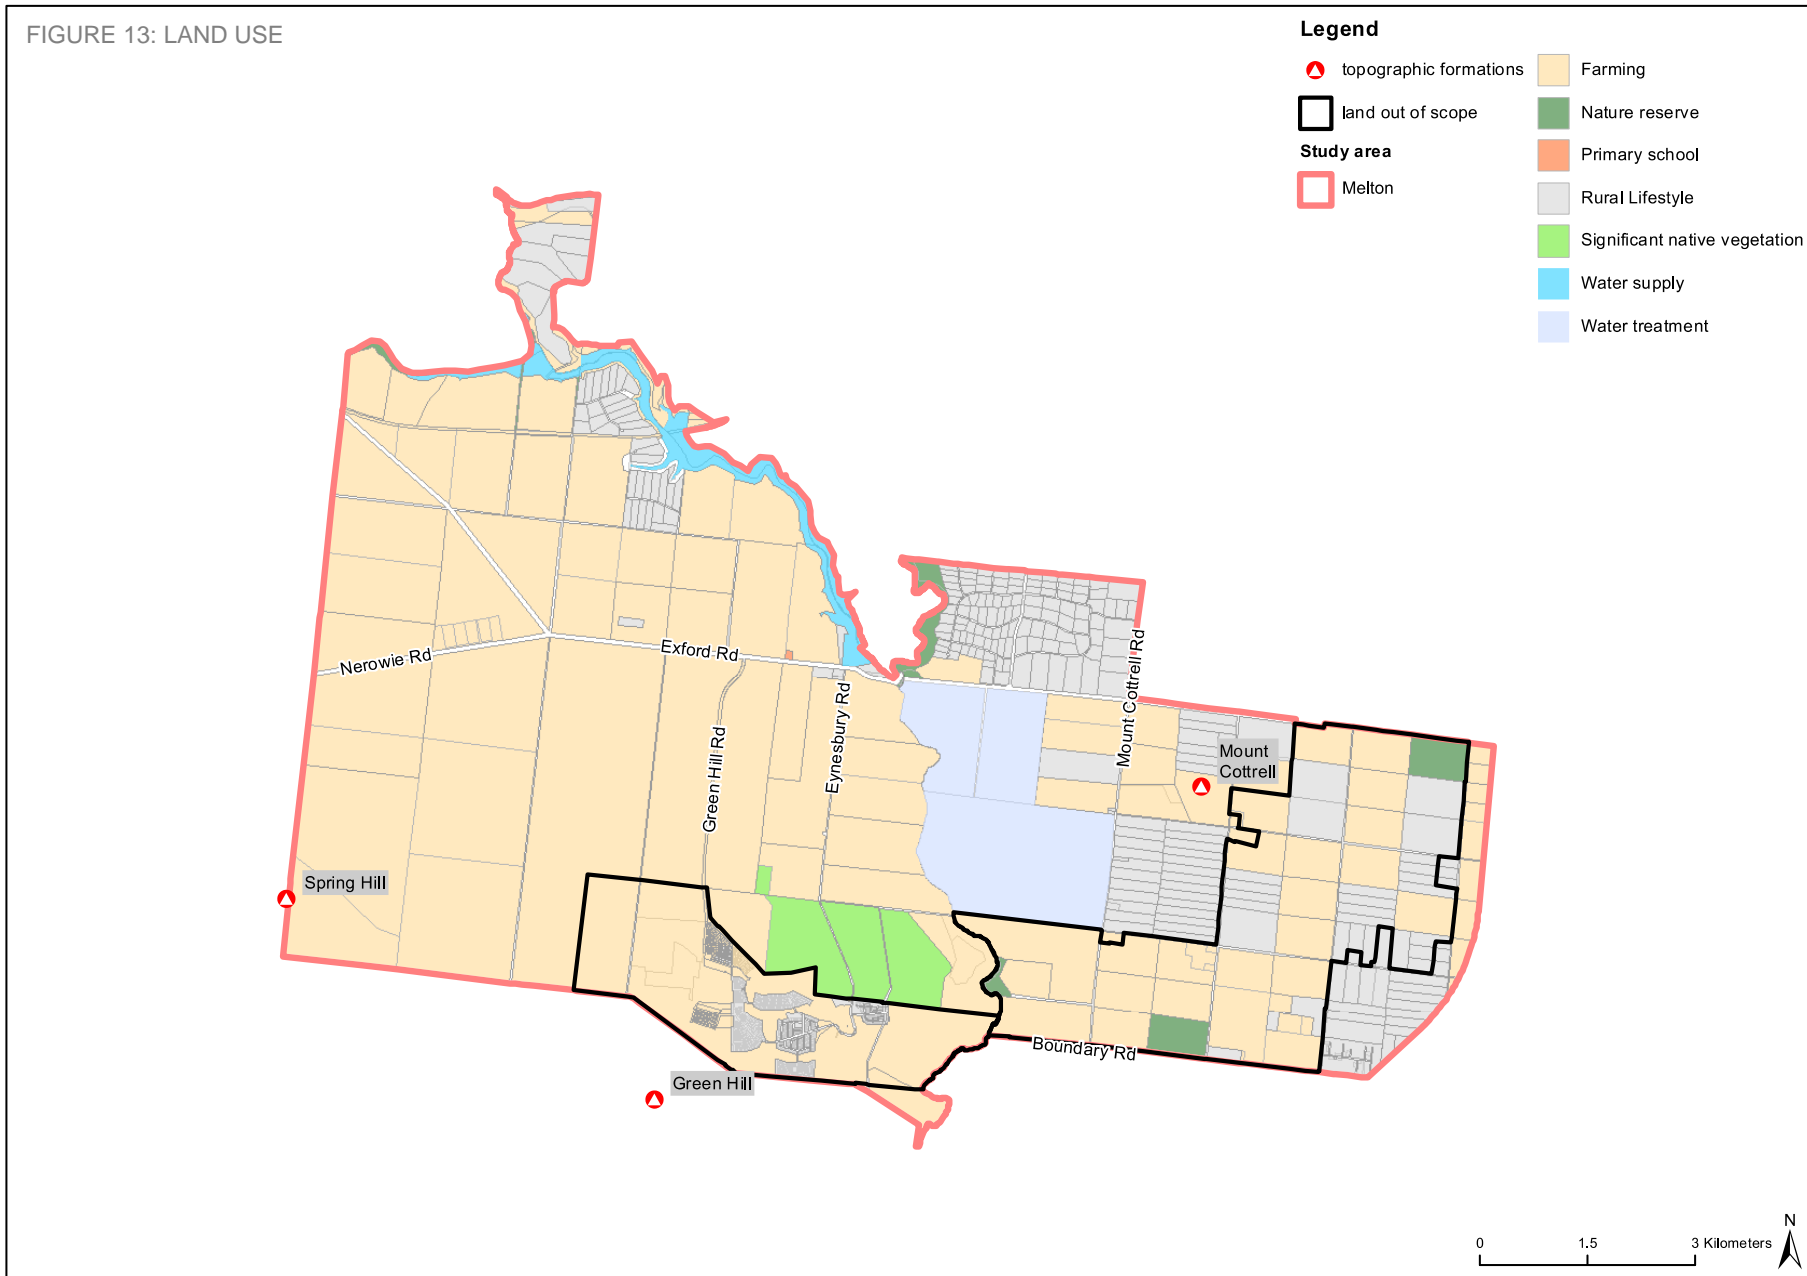 FIGURE 13: LAND USE
Legend
topographic formations
land out of scope
Study area
Melton
Farming
Nature reserve
Primary school
Rural Lifestyle
Significant native vegetation
Water supply
Water treatment
Nerowie Rd
Exford Rd
Green Hill Rd
Eynesbury Rd
Mount Cottrell Rd
Mount
Cottrell
Spring Hill
Green Hill
Boundary Rd
0 1.5 3 Kilometers
N